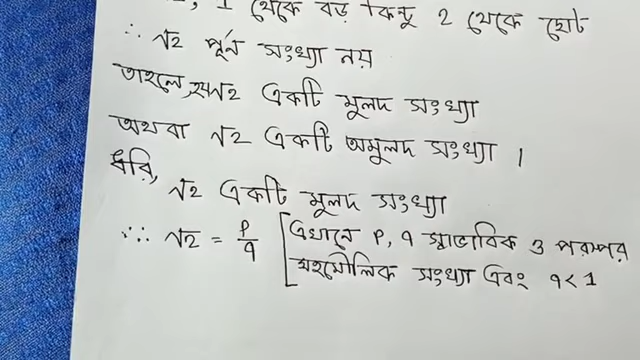 1 থেকে বড় কিন্তু 2 থেকে ছোট
∴ √2 পূর্ন সংখ্যা নয়
তাহলে, √2 একটি মূলদ সংখ্যা
অথবা √2 একটি অমূলদ সংখ্যা ।
ধরি, √2 একটি মূলদ সংখ্যা
∵∴ √2 = p/q [এখানে p, q স্বাভাবিক ও পরস্পর
সহমৌলিক সংখ্যা এবং q < 1